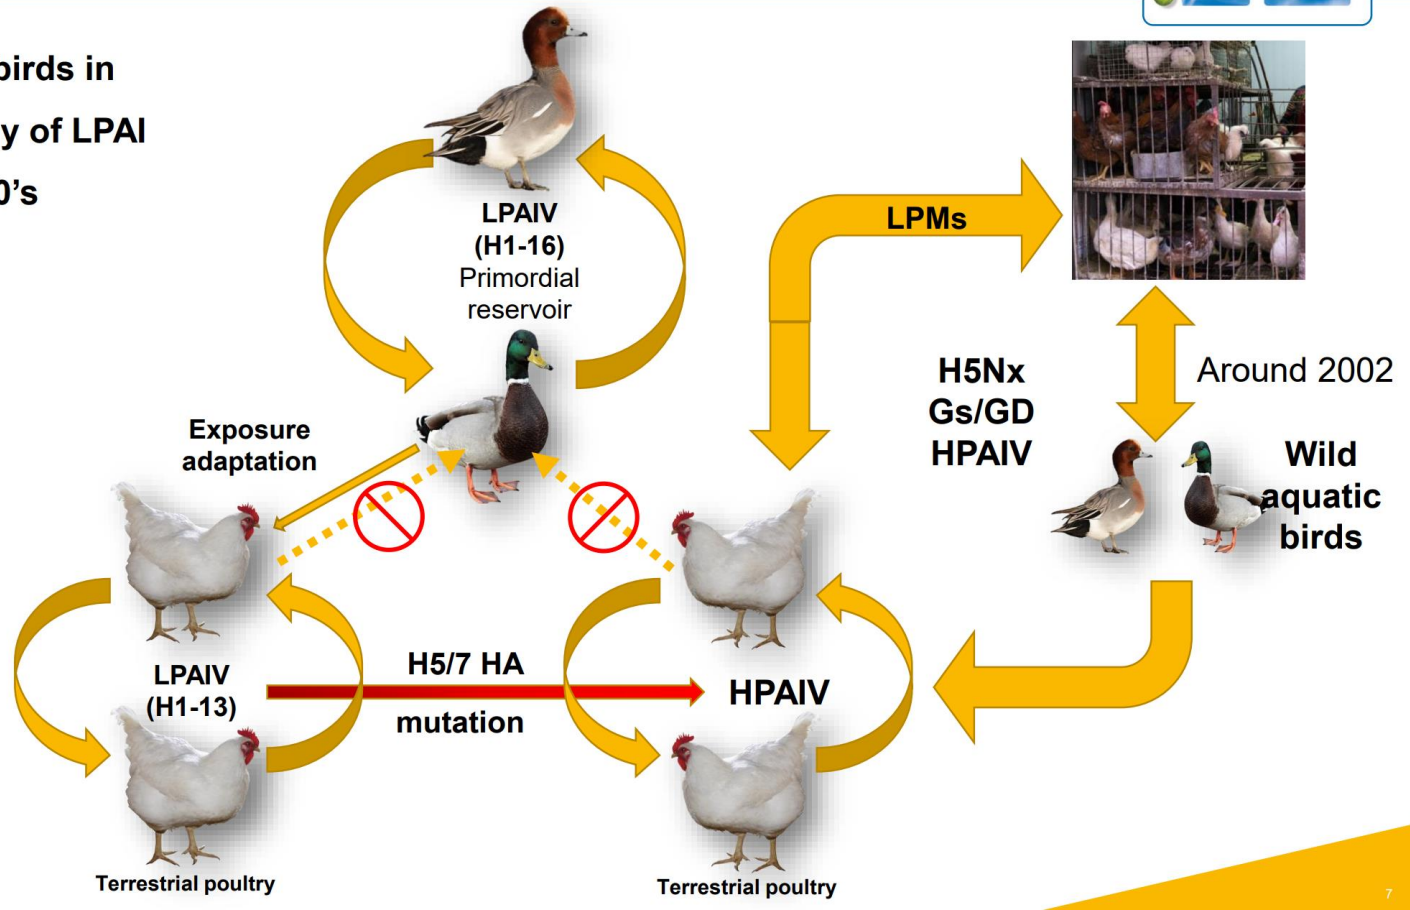 birds in
y of LPAI
0's
LPAIV
(H1-16)
Primordial
reservoir
LPMs
H5Nx
Gs/GD
HPAIV
Around 2002
Wild
aquatic
birds
Exposure
adaptation
LPAIV
(H1-13)
H5/7 HA
mutation
HPAIV
Terrestrial poultry
Terrestrial poultry
7